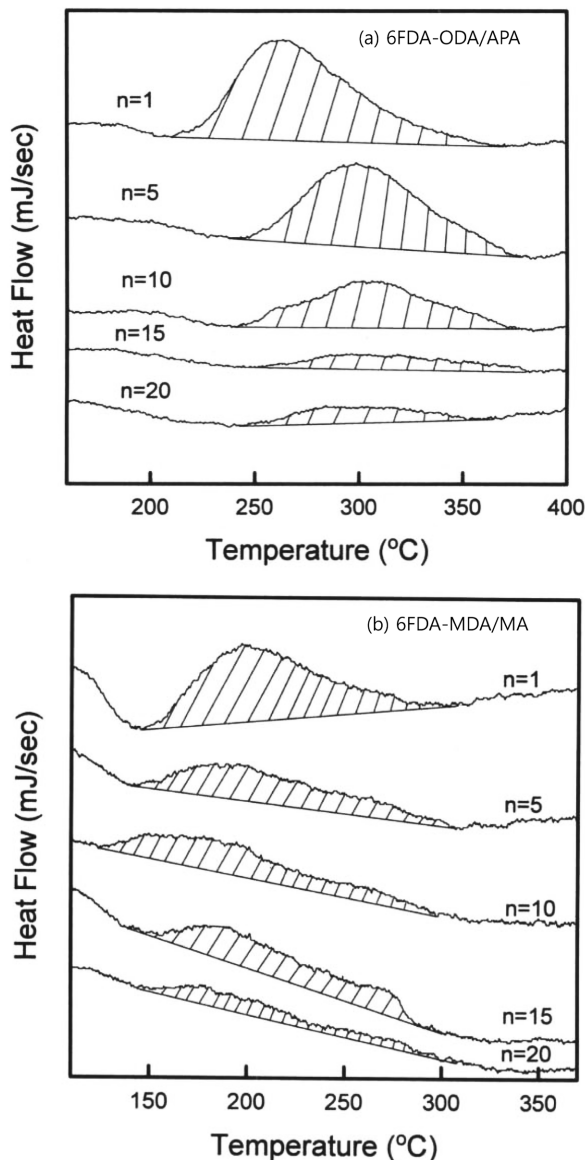 (a) 6FDA-ODA/APA
n=1
n=5
n=10
n=15
n=20
Heat Flow (mJ/sec)
200 250 300 350 400
Temperature (ºC)
(b) 6FDA-MDA/MA
n=1
n=5
n=10
n=15
n=20
Heat Flow (mJ/sec)
150 200 250 300 350
Temperature (ºC)